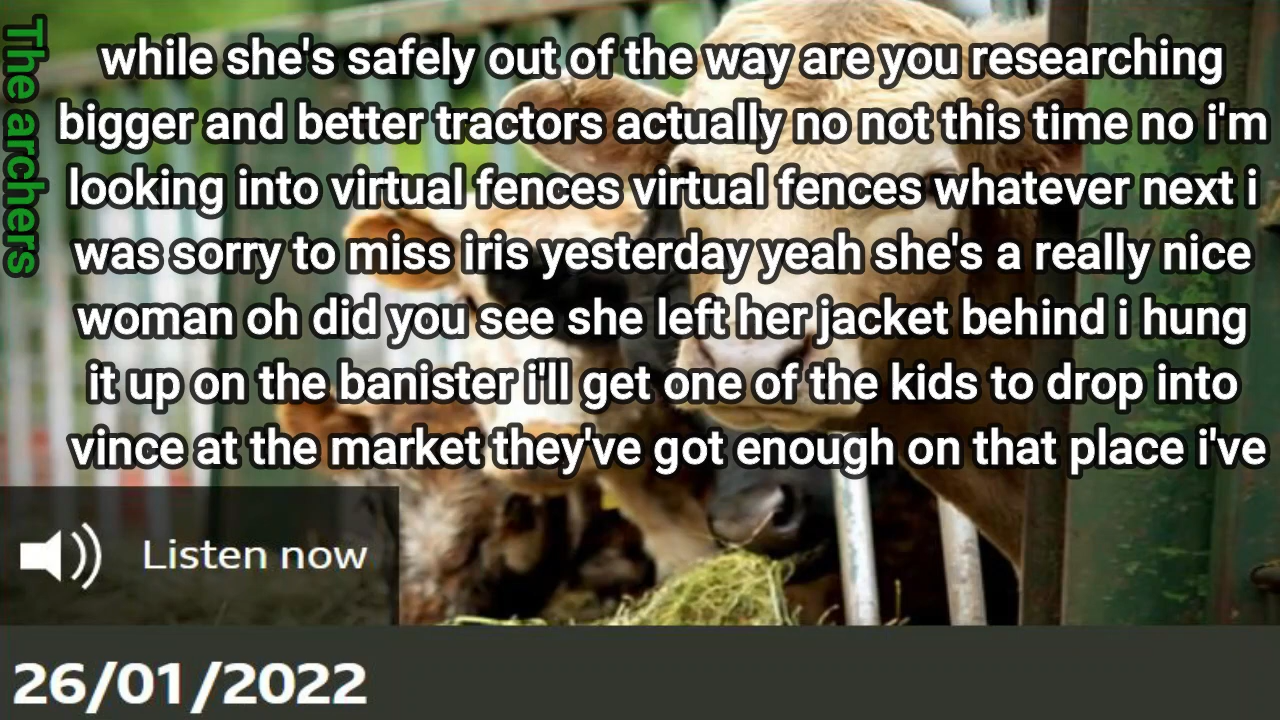 The archers
while she's safely out of the way are you researching
bigger and better tractors actually no not this time no i'm
looking into virtual fences virtual fences whatever next i
was sorry to miss iris yesterday yeah she's a really nice
woman oh did you see she left her jacket behind i hung
it up on the banister i'll get one of the kids to drop into
vince at the market they've got enough on that place i've
Listen now
26/01/2022